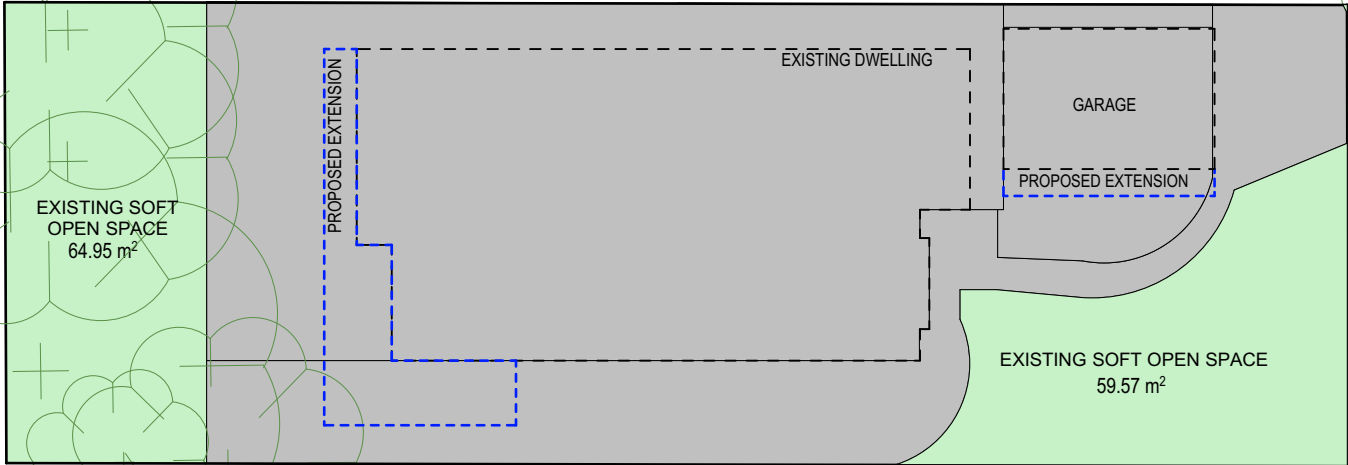 EXISTING DWELLING
PROPOSED EXTENSION
GARAGE
PROPOSED EXTENSION
EXISTING SOFT
OPEN SPACE
64.95 m²
EXISTING SOFT OPEN SPACE
59.57 m²